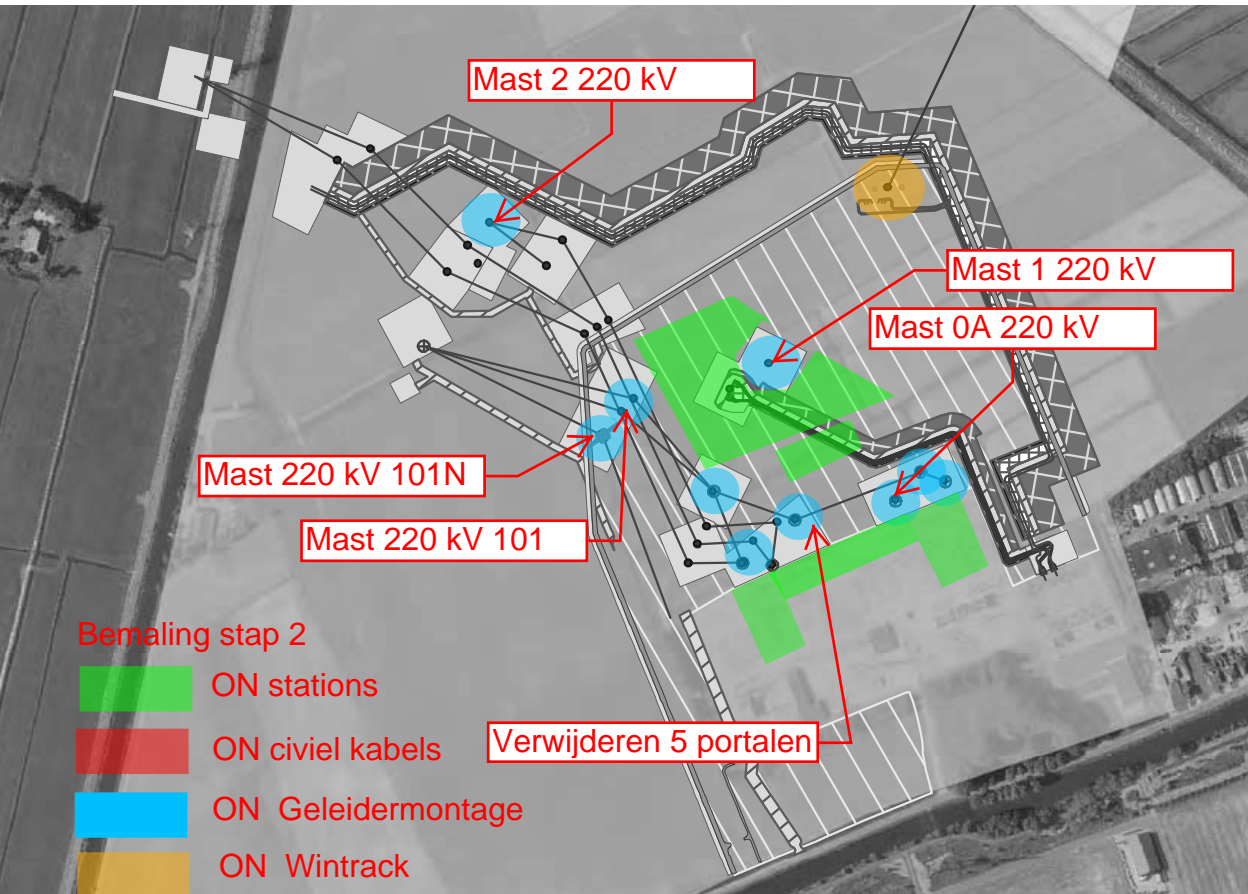 Mast 2 220 kV
Mast 1 220 kV
Mast 0A 220 kV
Mast 220 kV 101N
Mast 220 kV 101
Verwijderen 5 portalen
Bemaling stap 2
ON stations
ON civiel kabels
ON Geleidermontage
ON Wintrack